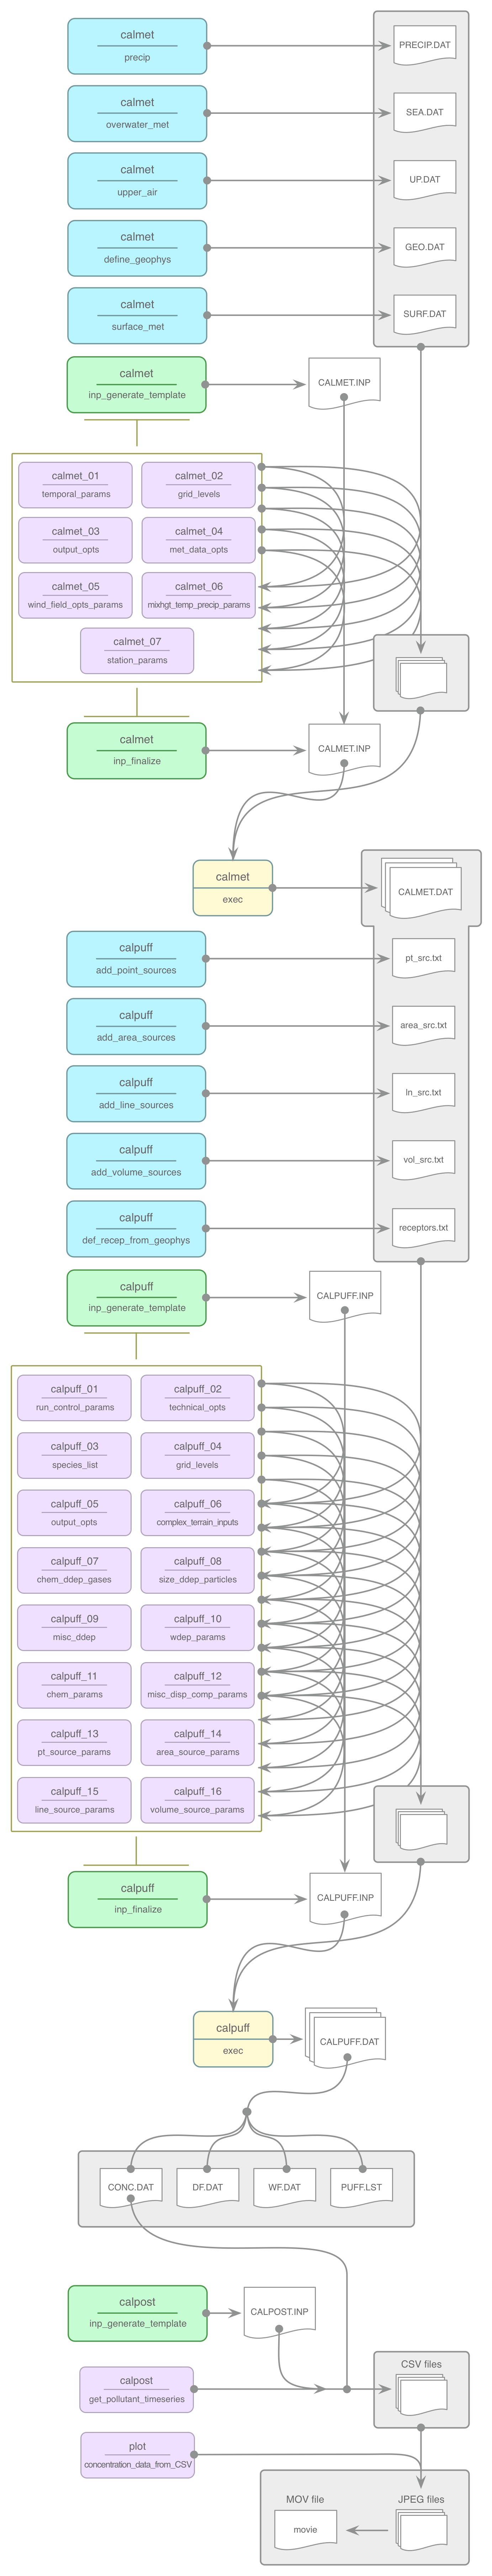 calmet
precip
PRECIP.DAT
calmet
overwater_met
SEA.DAT
calmet
upper_air
UP.DAT
calmet
define_geophys
GEO.DAT
calmet
surface_met
SURF.DAT
calmet
inp_generate_template
CALMET.INP
calmet_01
temporal_params
calmet_02
grid_levels
calmet_03
output_opts
calmet_04
met_data_opts
calmet_05
wind_field_opts_params
calmet_06
mixhgt_temp_precip_params
calmet_07
station_params
calmet
inp_finalize
CALMET.INP
calmet
exec
CALMET.DAT
calpuff
add_point_sources
pt_src.txt
calpuff
add_area_sources
area_src.txt
calpuff
add_line_sources
ln_src.txt
calpuff
add_volume_sources
vol_src.txt
calpuff
def_recep_from_geophys
receptors.txt
calpuff
inp_generate_template
CALPUFF.INP
calpuff_01
run_control_params
calpuff_02
technical_opts
calpuff_03
species_list
calpuff_04
grid_levels
calpuff_05
output_opts
calpuff_06
complex_terrain_inputs
calpuff_07
chem_ddep_gases
calpuff_08
size_ddep_particles
calpuff_09
misc_ddep
calpuff_10
wdep_params
calpuff_11
chem_params
calpuff_12
misc_disp_comp_params
calpuff_13
pt_source_params
calpuff_14
area_source_params
calpuff_15
line_source_params
calpuff_16
volume_source_params
calpuff
inp_finalize
CALPUFF.INP
calpuff
exec
CALPUFF.DAT
CONC.DAT
DF.DAT
WF.DAT
PUFF.LST
calpost
inp_generate_template
CALPOST.INP
calpost
get_pollutant_timeseries
CSV files
plot
concentration_data_from_CSV
MOV file
JPEG files
movie